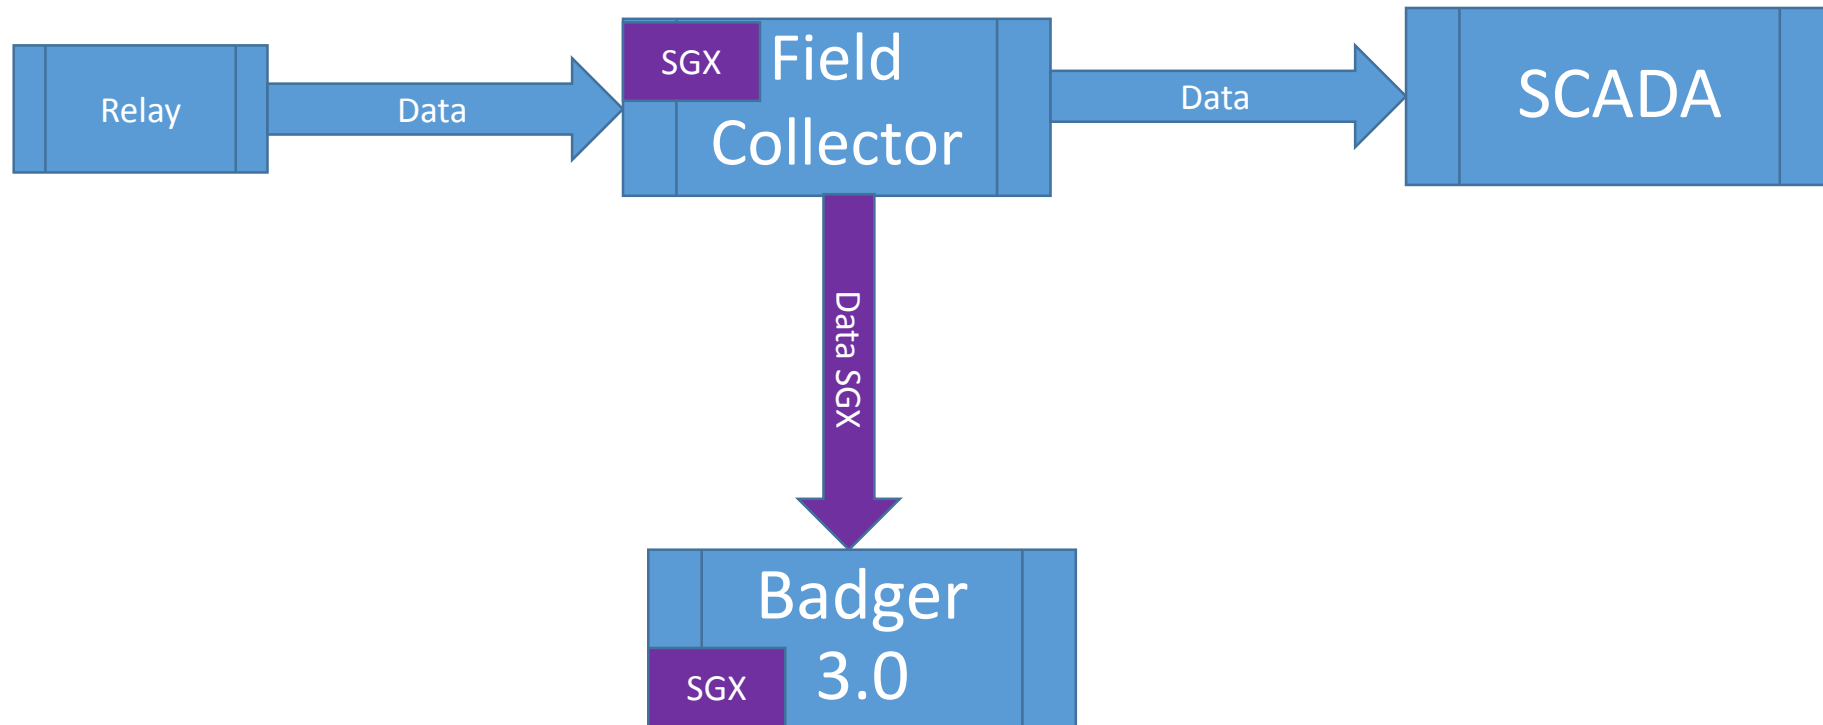 Relay
Data
SGX
Field
Collector
Data
SCADA
Data SGX
Badger
3.0
SGX